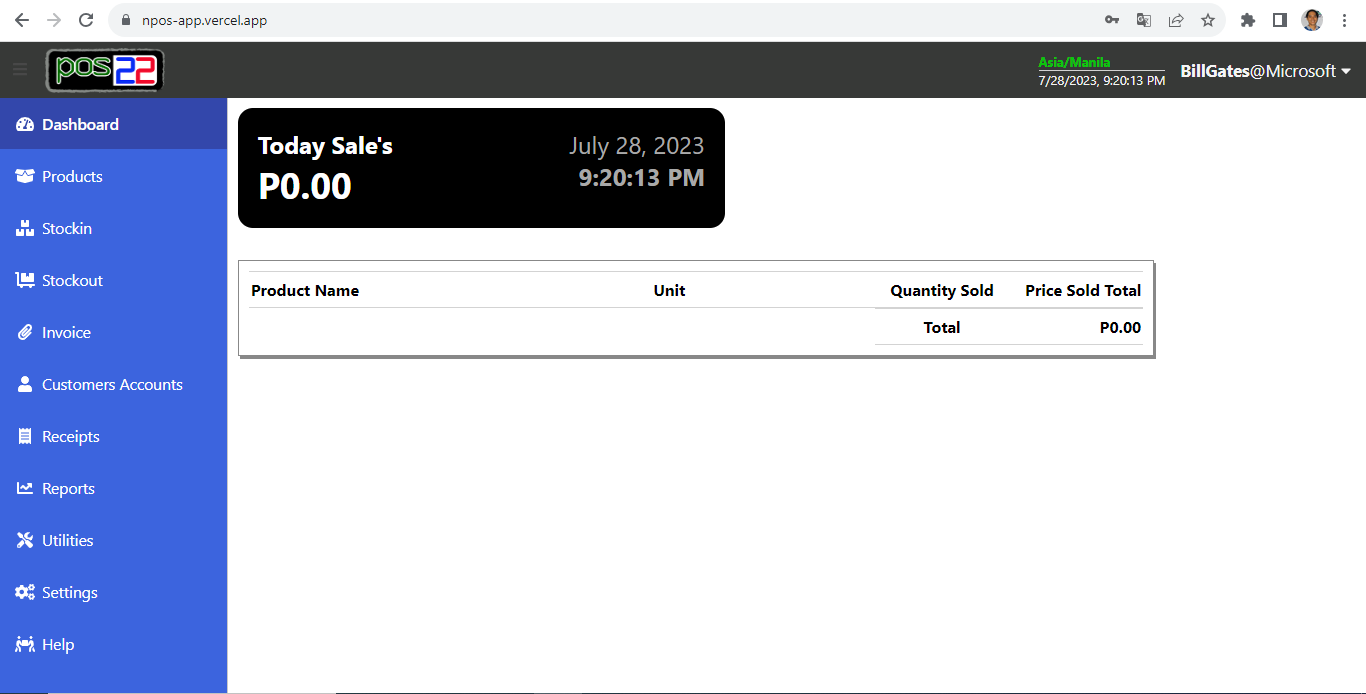 npos-app.vercel.app
pos22
Asia/Manila
7/28/2023, 9:20:13 PM
BillGates@Microsoft
Dashboard
Products
Stockin
Stockout
Invoice
Customers Accounts
Receipts
Reports
Utilities
Settings
Help
Today Sale's
July 28, 2023
P0.00
9:20:13 PM
Product Name Unit Quantity Sold Price Sold Total
Total P0.00